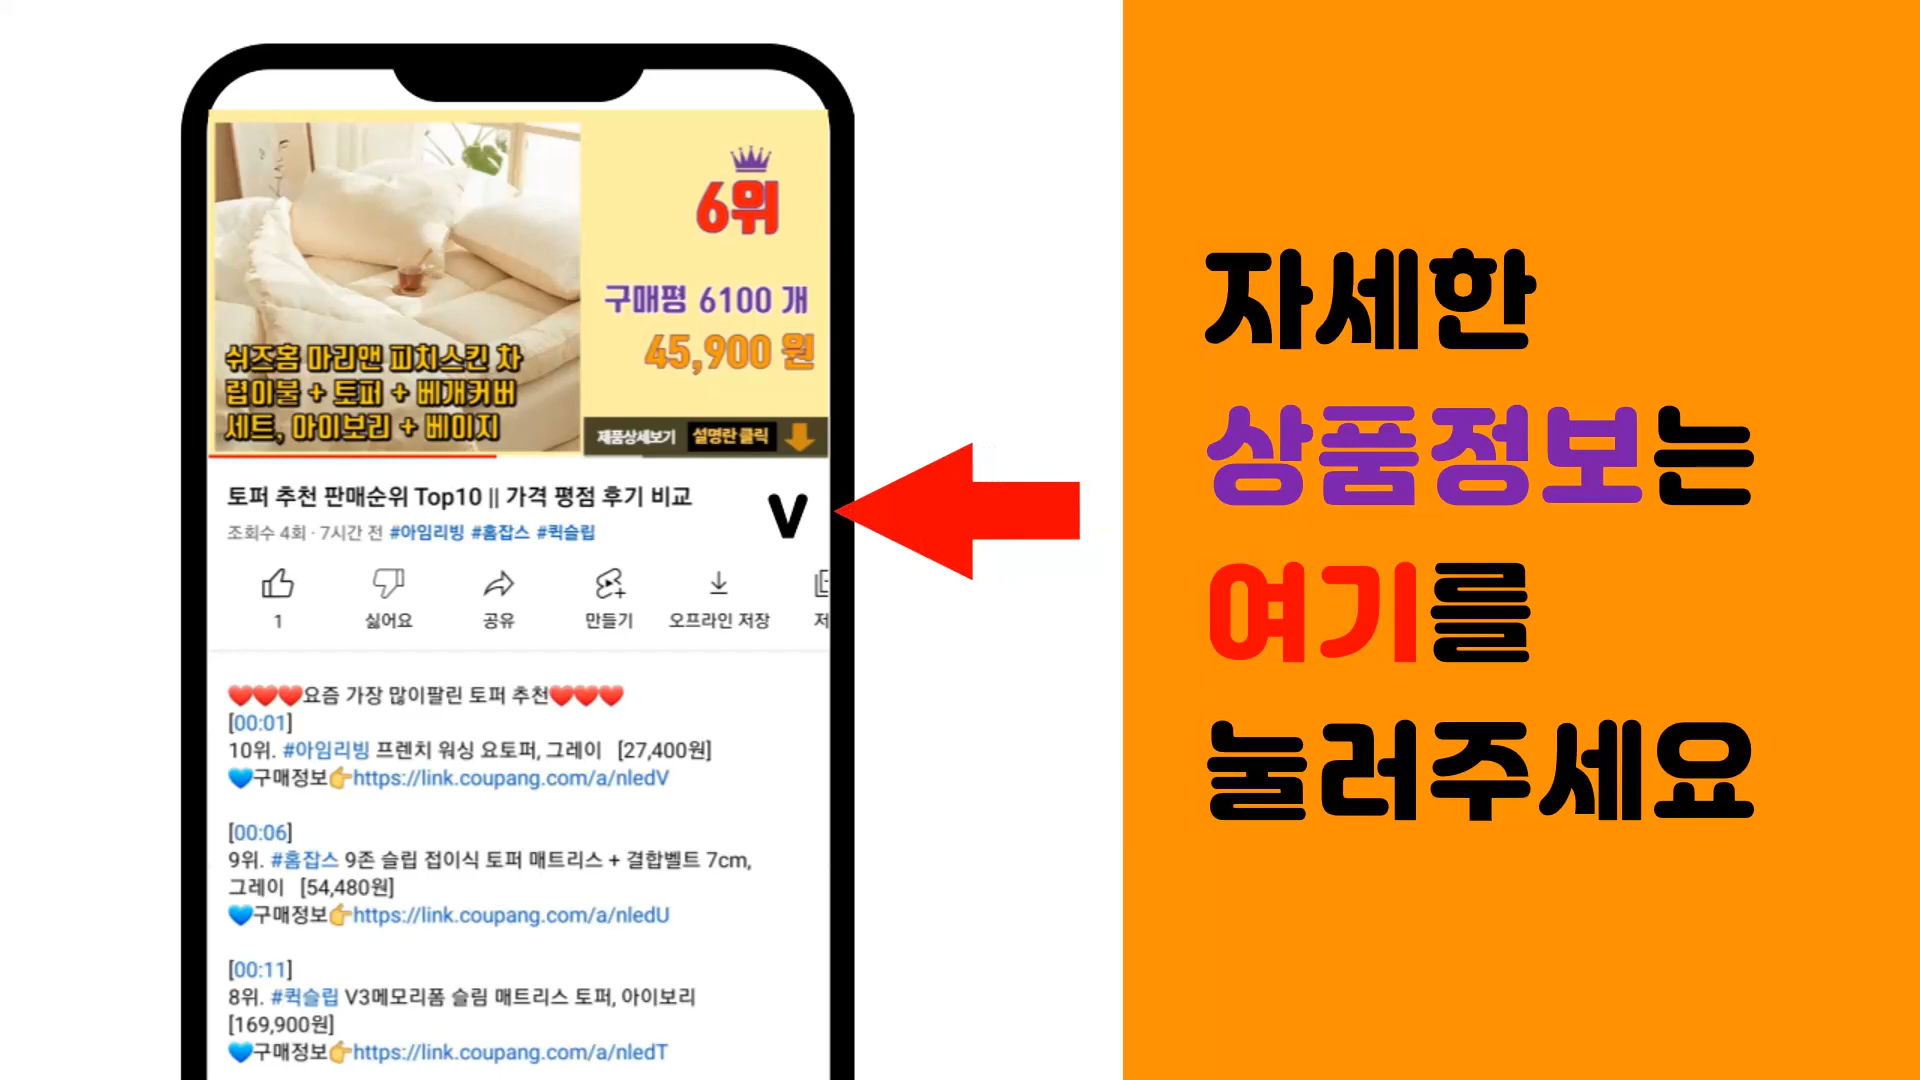 6위
구매평 6100 개
45,900 원
쉬즈홈 마리앤 피치스킨 차
렵이불 + 토퍼 + 베개커버
세트, 아이보리 + 베이지
제품상세보기 설명란 클릭
토퍼 추천 판매순위 Top10 || 가격 평점 후기 비교
V
조회수 4회 · 7시간 전 #아임리빙 #홈잡스 #퀵슬립
1 싫어요 공유 만들기 오프라인 저장 저
❤️❤️❤️요즘 가장 많이팔린 토퍼 추천❤️❤️❤️
[00:01]
10위. #아임리빙 프렌치 워싱 요토퍼, 그레이 [27,400원]
💙구매정보👉https://link.coupang.com/a/nledV
[00:06]
9위. #홈잡스 9존 슬립 접이식 토퍼 매트리스 + 결합벨트 7cm,
그레이 [54,480원]
💙구매정보👉https://link.coupang.com/a/nledU
[00:11]
8위. #퀵슬립 V3메모리폼 슬림 매트리스 토퍼, 아이보리
[169,900원]
💙구매정보👉https://link.coupang.com/a/nledT
자세한
상품정보는
여기를
눌러주세요